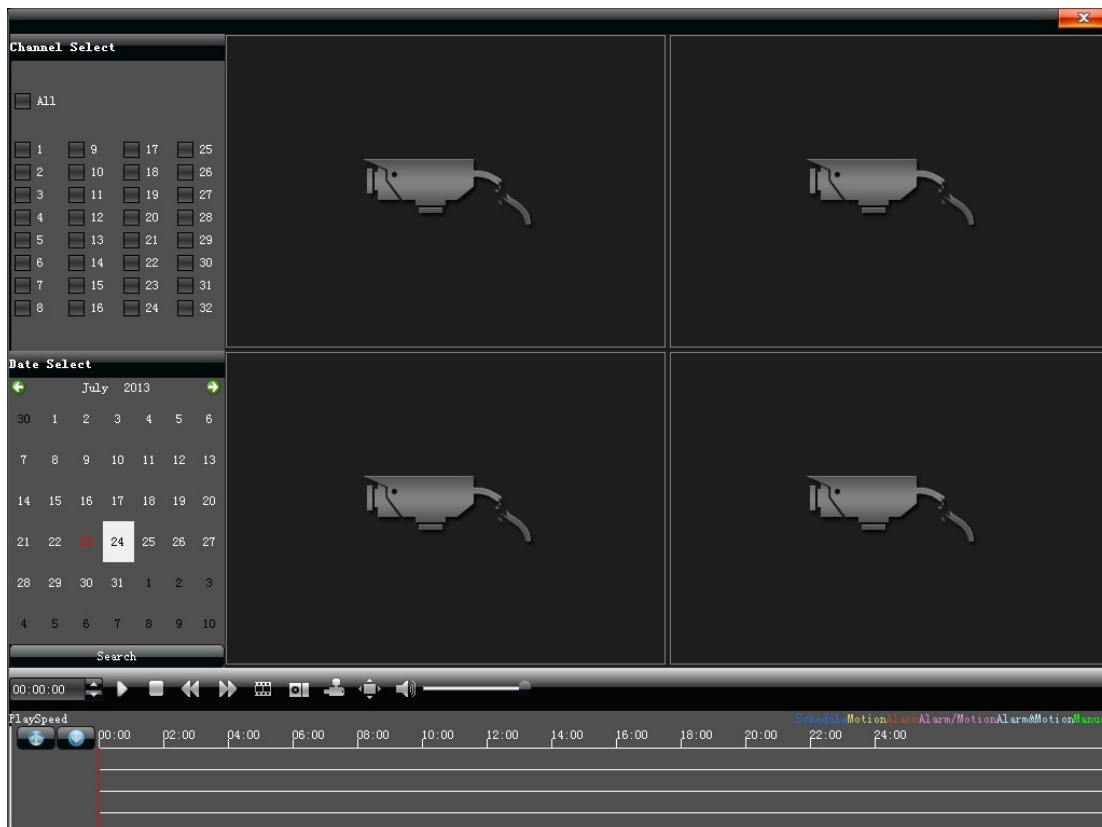 X
Channel Select
All
1 9 17 25
2 10 18 26
3 11 19 27
4 12 20 28
5 13 21 29
6 14 22 30
7 15 23 31
8 16 24 32
Date Select
July 2013
30 1 2 3 4 5 6
7 8 9 10 11 12 13
14 15 16 17 18 19 20
21 22 23 24 25 26 27
28 29 30 31 1 2 3
4 5 6 7 8 9 10
Search
00:00:00
PlaySpeed
Schedule Motion Alarm Alarm/Motion Alarm&Motion Manu
00:00 02:00 04:00 06:00 08:00 10:00 12:00 14:00 16:00 18:00 20:00 22:00 24:00